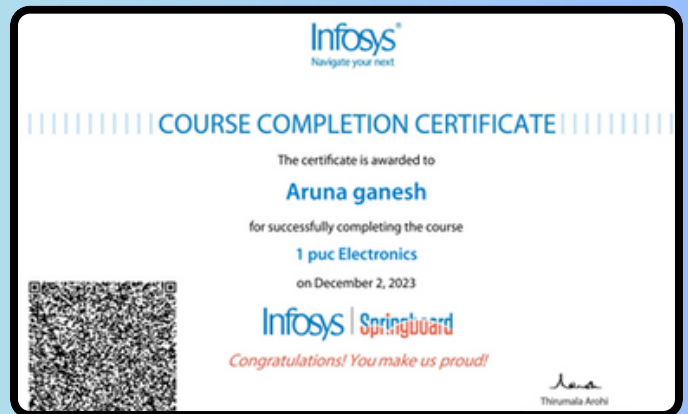 Infosys®
Navigate your next
COURSE COMPLETION CERTIFICATE
The certificate is awarded to
Aruna ganesh
for successfully completing the course
1 puc Electronics
on December 2, 2023
Infosys | Springboard
Congratulations! You make us proud!
Thirumala Arohi